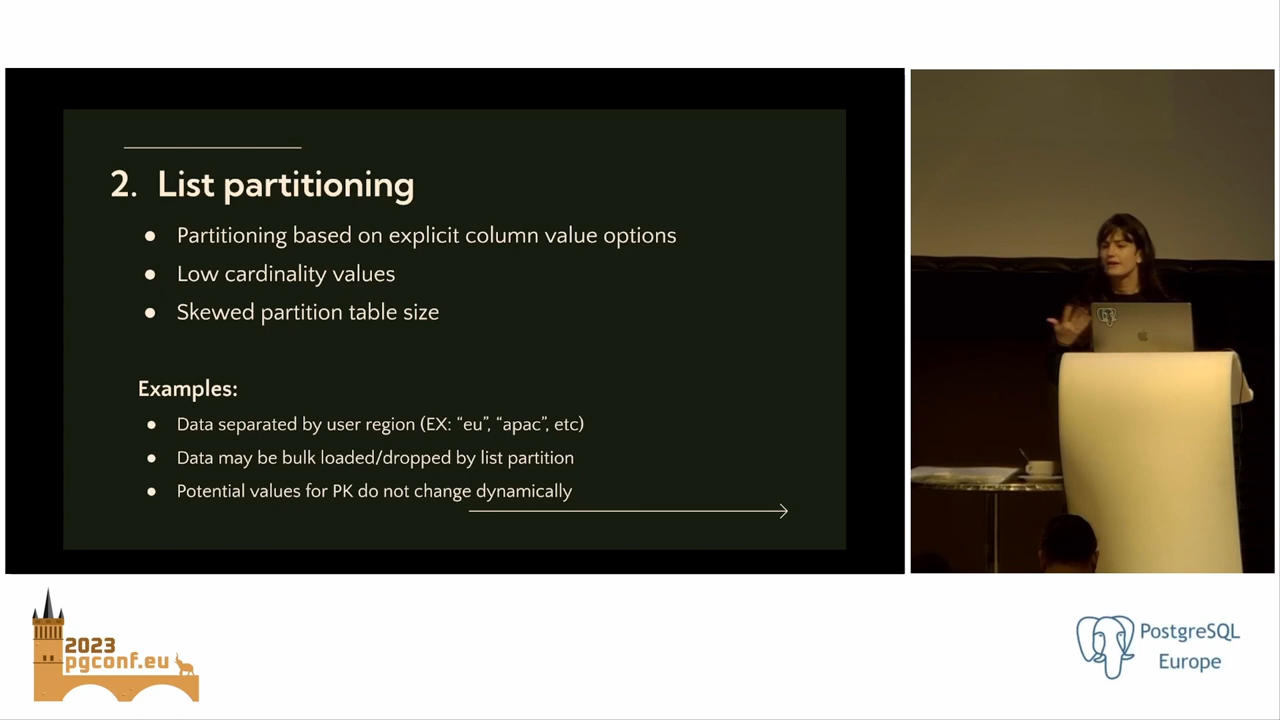 2. List partitioning
● Partitioning based on explicit column value options
● Low cardinality values
● Skewed partition table size
Examples:
● Data separated by user region (EX: “eu”, “apac”, etc)
● Data may be bulk loaded/dropped by list partition
● Potential values for PK do not change dynamically
2023
pgconf.eu
PostgreSQL
Europe